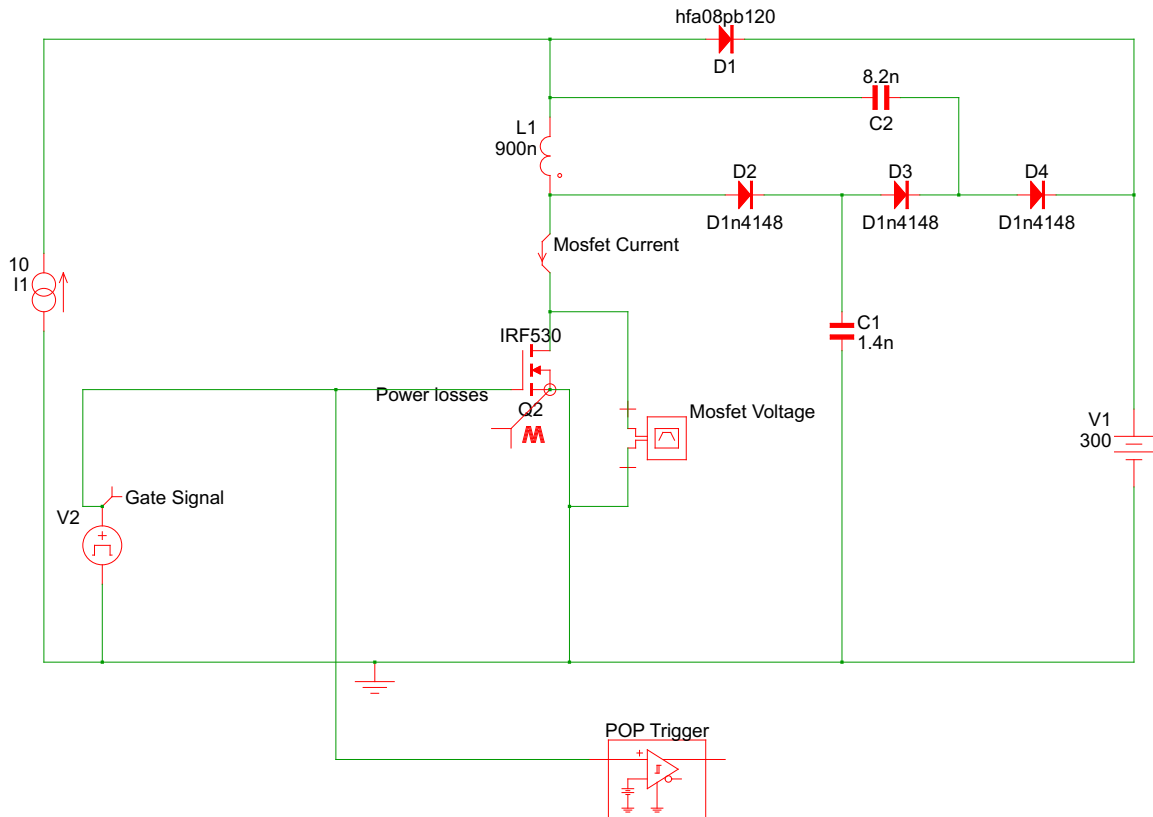 hfa08pb120
D1
8.2n
C2
L1
900n
D2
D1n4148
D3
D1n4148
D4
D1n4148
Mosfet Current
10
I1
C1
1.4n
IRF530
Power losses
Q2
Mosfet Voltage
V1
300
Gate Signal
V2
POP Trigger